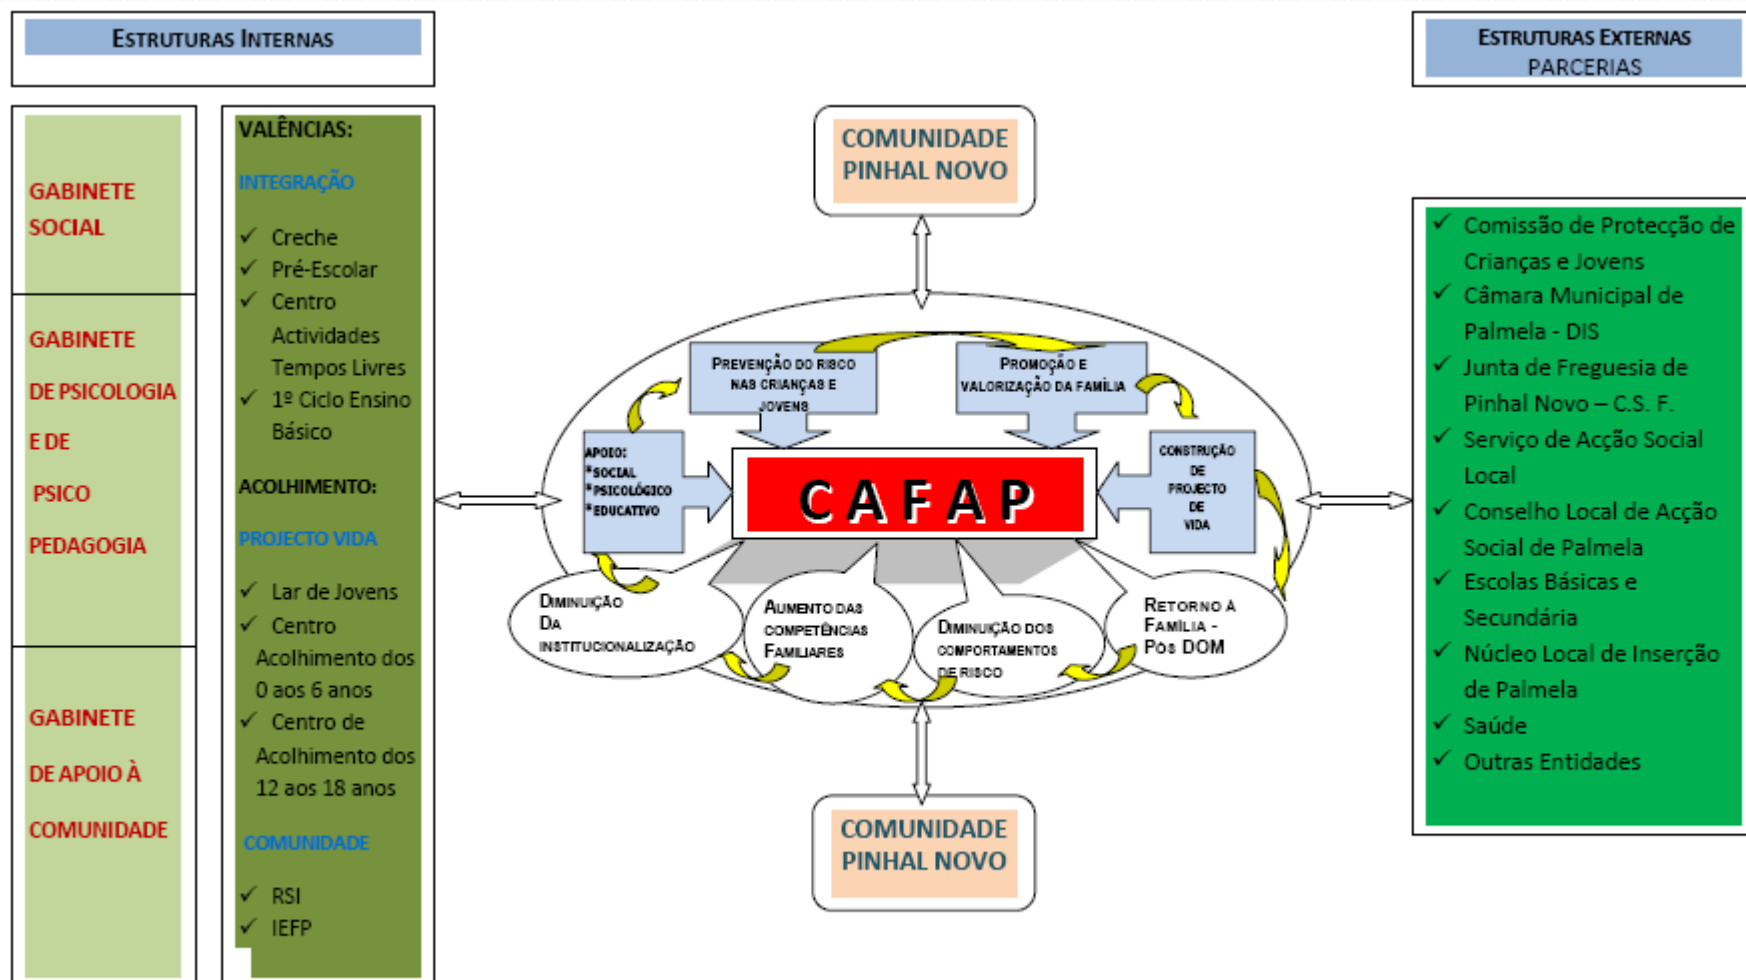 ESTRUTURAS INTERNAS
ESTRUTURAS EXTERNAS
PARCERIAS
GABINETE
SOCIAL
GABINETE
DE PSICOLOGIA
E DE
PSICO
PEDAGOGIA
GABINETE
DE APOIO À
COMUNIDADE
VALÊNCIAS:
INTEGRAÇÃO
✓ Creche
✓ Pré-Escolar
✓ Centro
Actividades
Tempos Livres
✓ 1º Ciclo Ensino
Básico
ACOLHIMENTO:
PROJECTO VIDA
✓ Lar de Jovens
✓ Centro
Acolhimento dos
0 aos 6 anos
✓ Centro de
Acolhimento dos
12 aos 18 anos
COMUNIDADE
✓ RSI
✓ IEFP
COMUNIDADE
PINHAL NOVO
PREVENÇÃO DO RISCO
NAS CRIANÇAS E
JOVENS
PROMOÇÃO E
VALORIZAÇÃO DA FAMÍLIA
APOIO:
*SOCIAL
*PSICOLÓGICO
*EDUCATIVO
CAFAP
CONSTRUÇÃO
DE
PROJECTO
DE
VIDA
DIMINUIÇÃO
DA
INSTITUCIONALIZAÇÃO
AUMENTO DAS
COMPETÊNCIAS
FAMILIARES
DIMINUIÇÃO DOS
COMPORTAMENTOS
DE RISCO
RETORNO À
FAMÍLIA -
PÓS DOM
COMUNIDADE
PINHAL NOVO
✓ Comissão de Protecção de
Crianças e Jovens
✓ Câmara Municipal de
Palmela - DIS
✓ Junta de Freguesia de
Pinhal Novo – C.S. F.
✓ Serviço de Acção Social
Local
✓ Conselho Local de Acção
Social de Palmela
✓ Escolas Básicas e
Secundária
✓ Núcleo Local de Inserção
de Palmela
✓ Saúde
✓ Outras Entidades